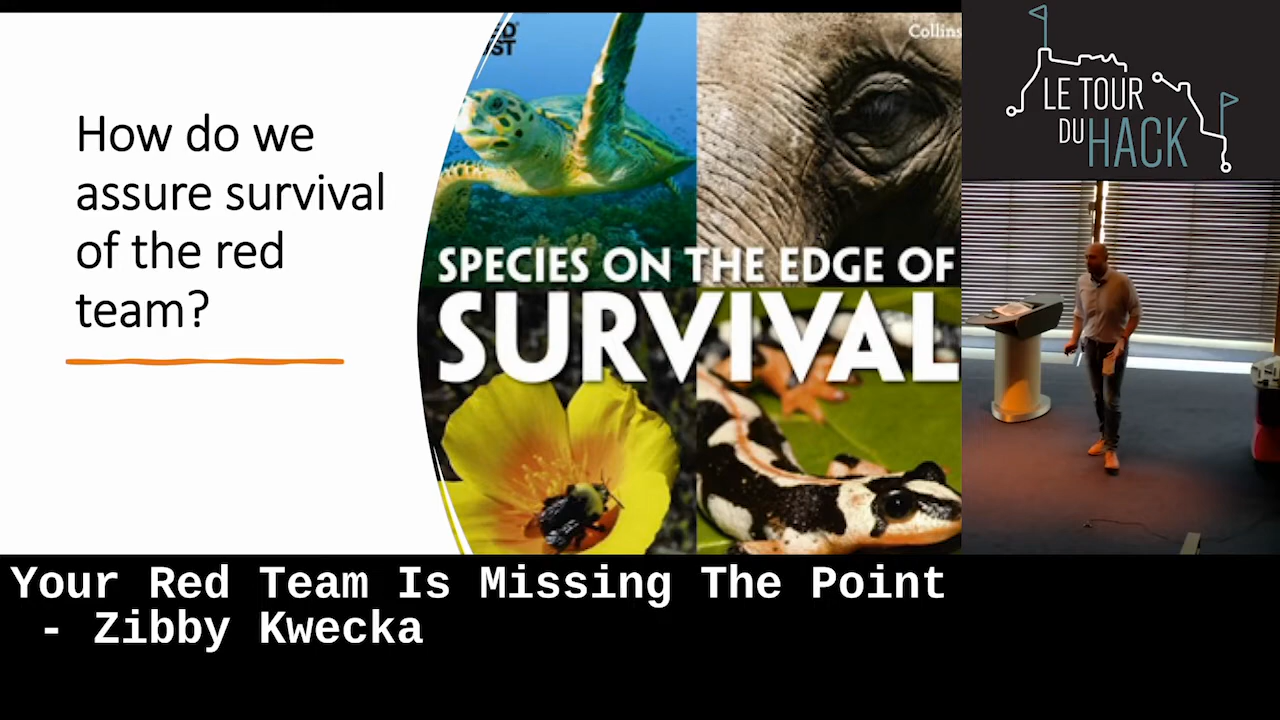 How do we
assure survival
of the red
team?
Collins
SPECIES ON THE EDGE OF
SURVIVAL
LE TOUR
DU HACK
Your Red Team Is Missing The Point
- Zibby Kwecka